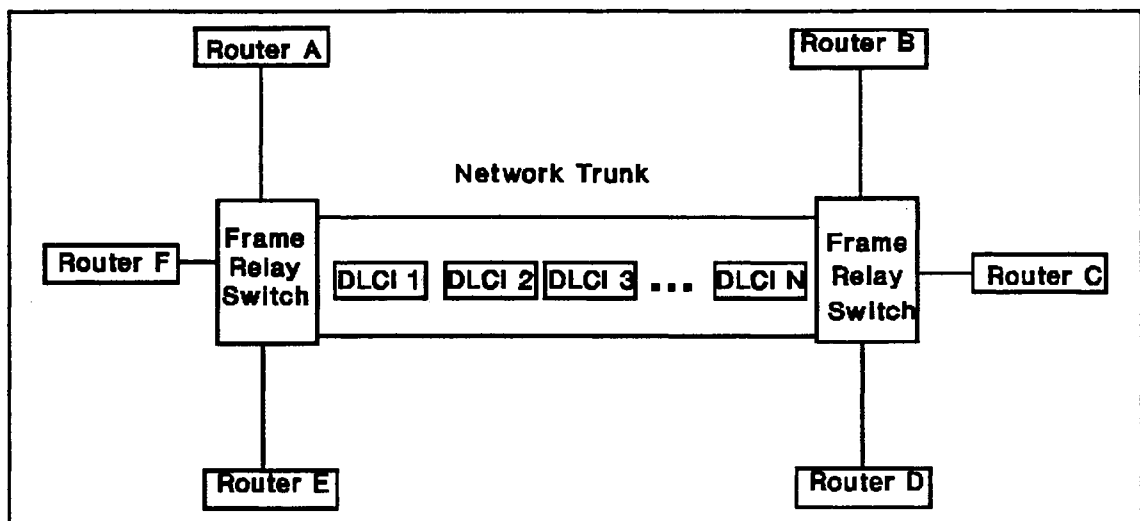 Router A
Router B
Network Trunk
Frame
Relay
Switch
Frame
Relay
Switch
Router F
DLCI 1
DLCI 2
DLCI 3
...
DLCI N
Router C
Router E
Router D